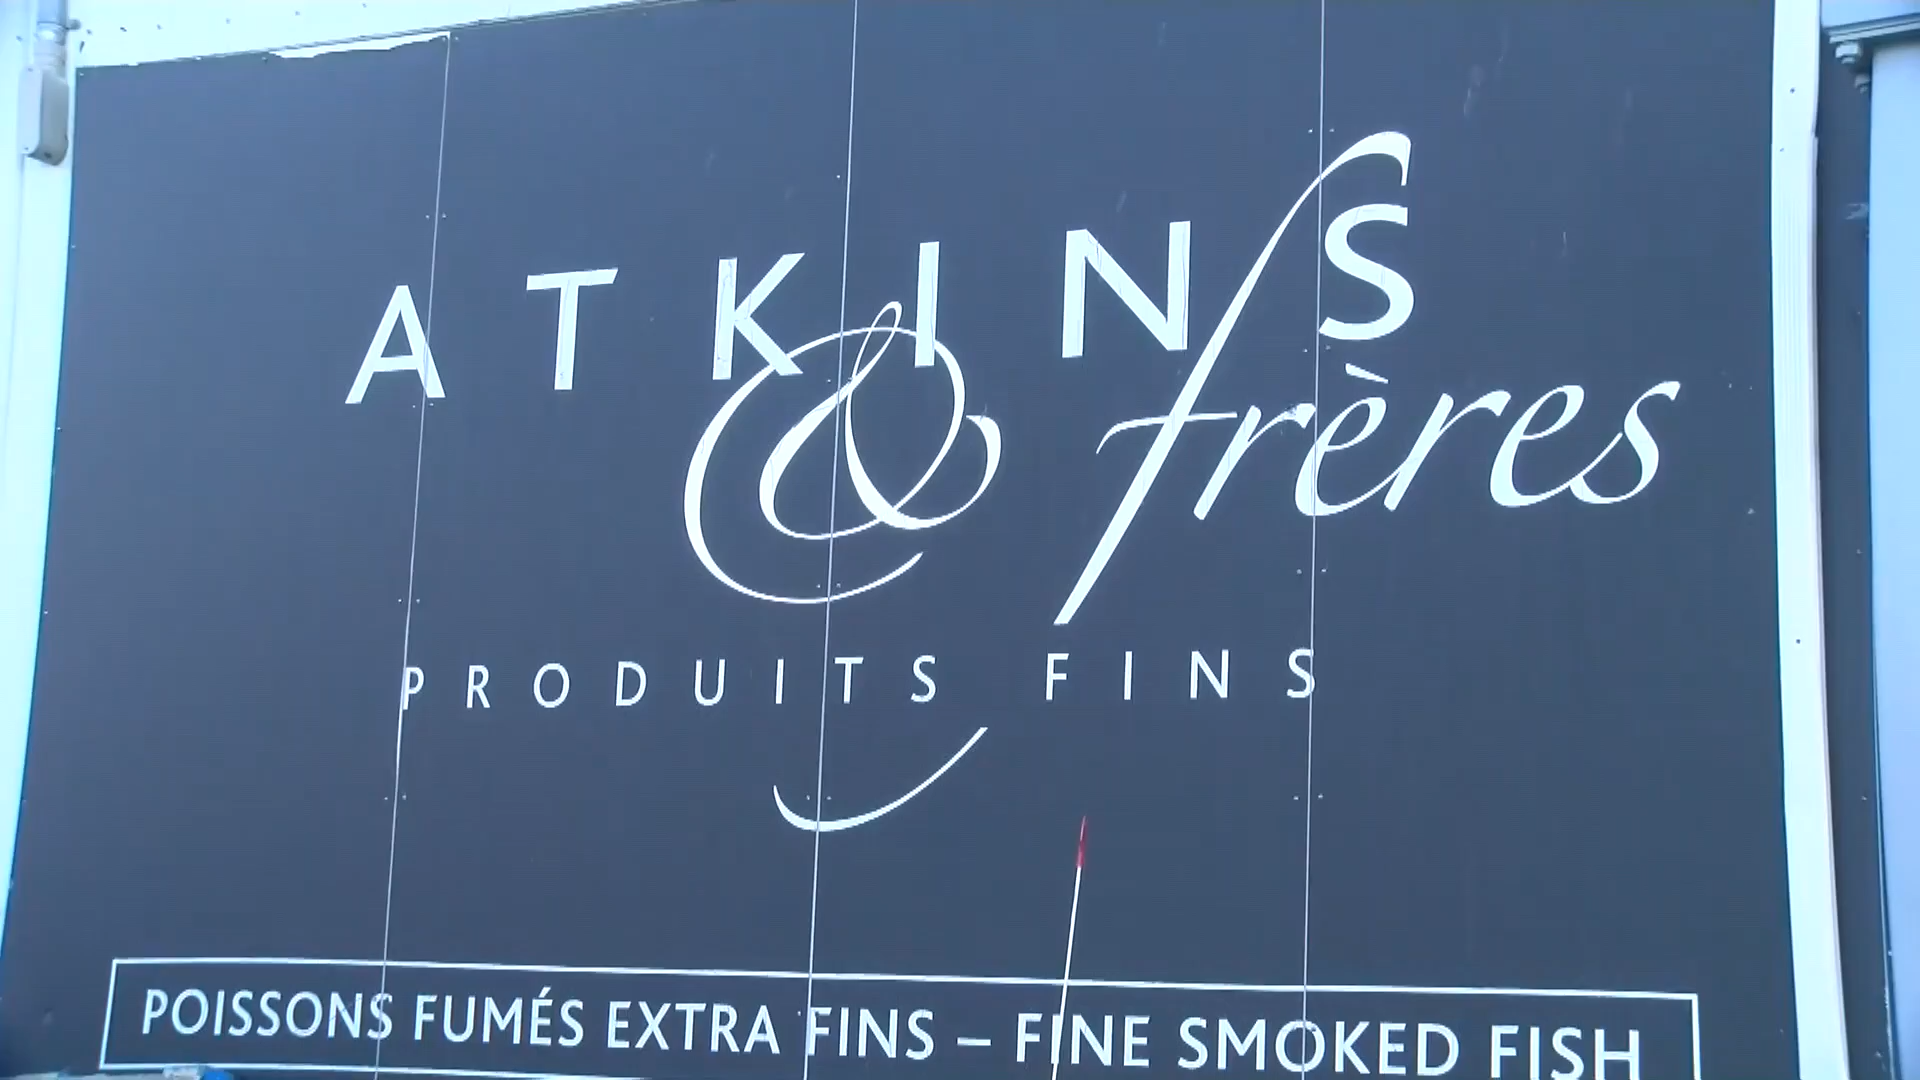 ATKINS
& frères
PRODUITS FINS
POISSONS FUMÉS EXTRA FINS – FINE SMOKED FISH